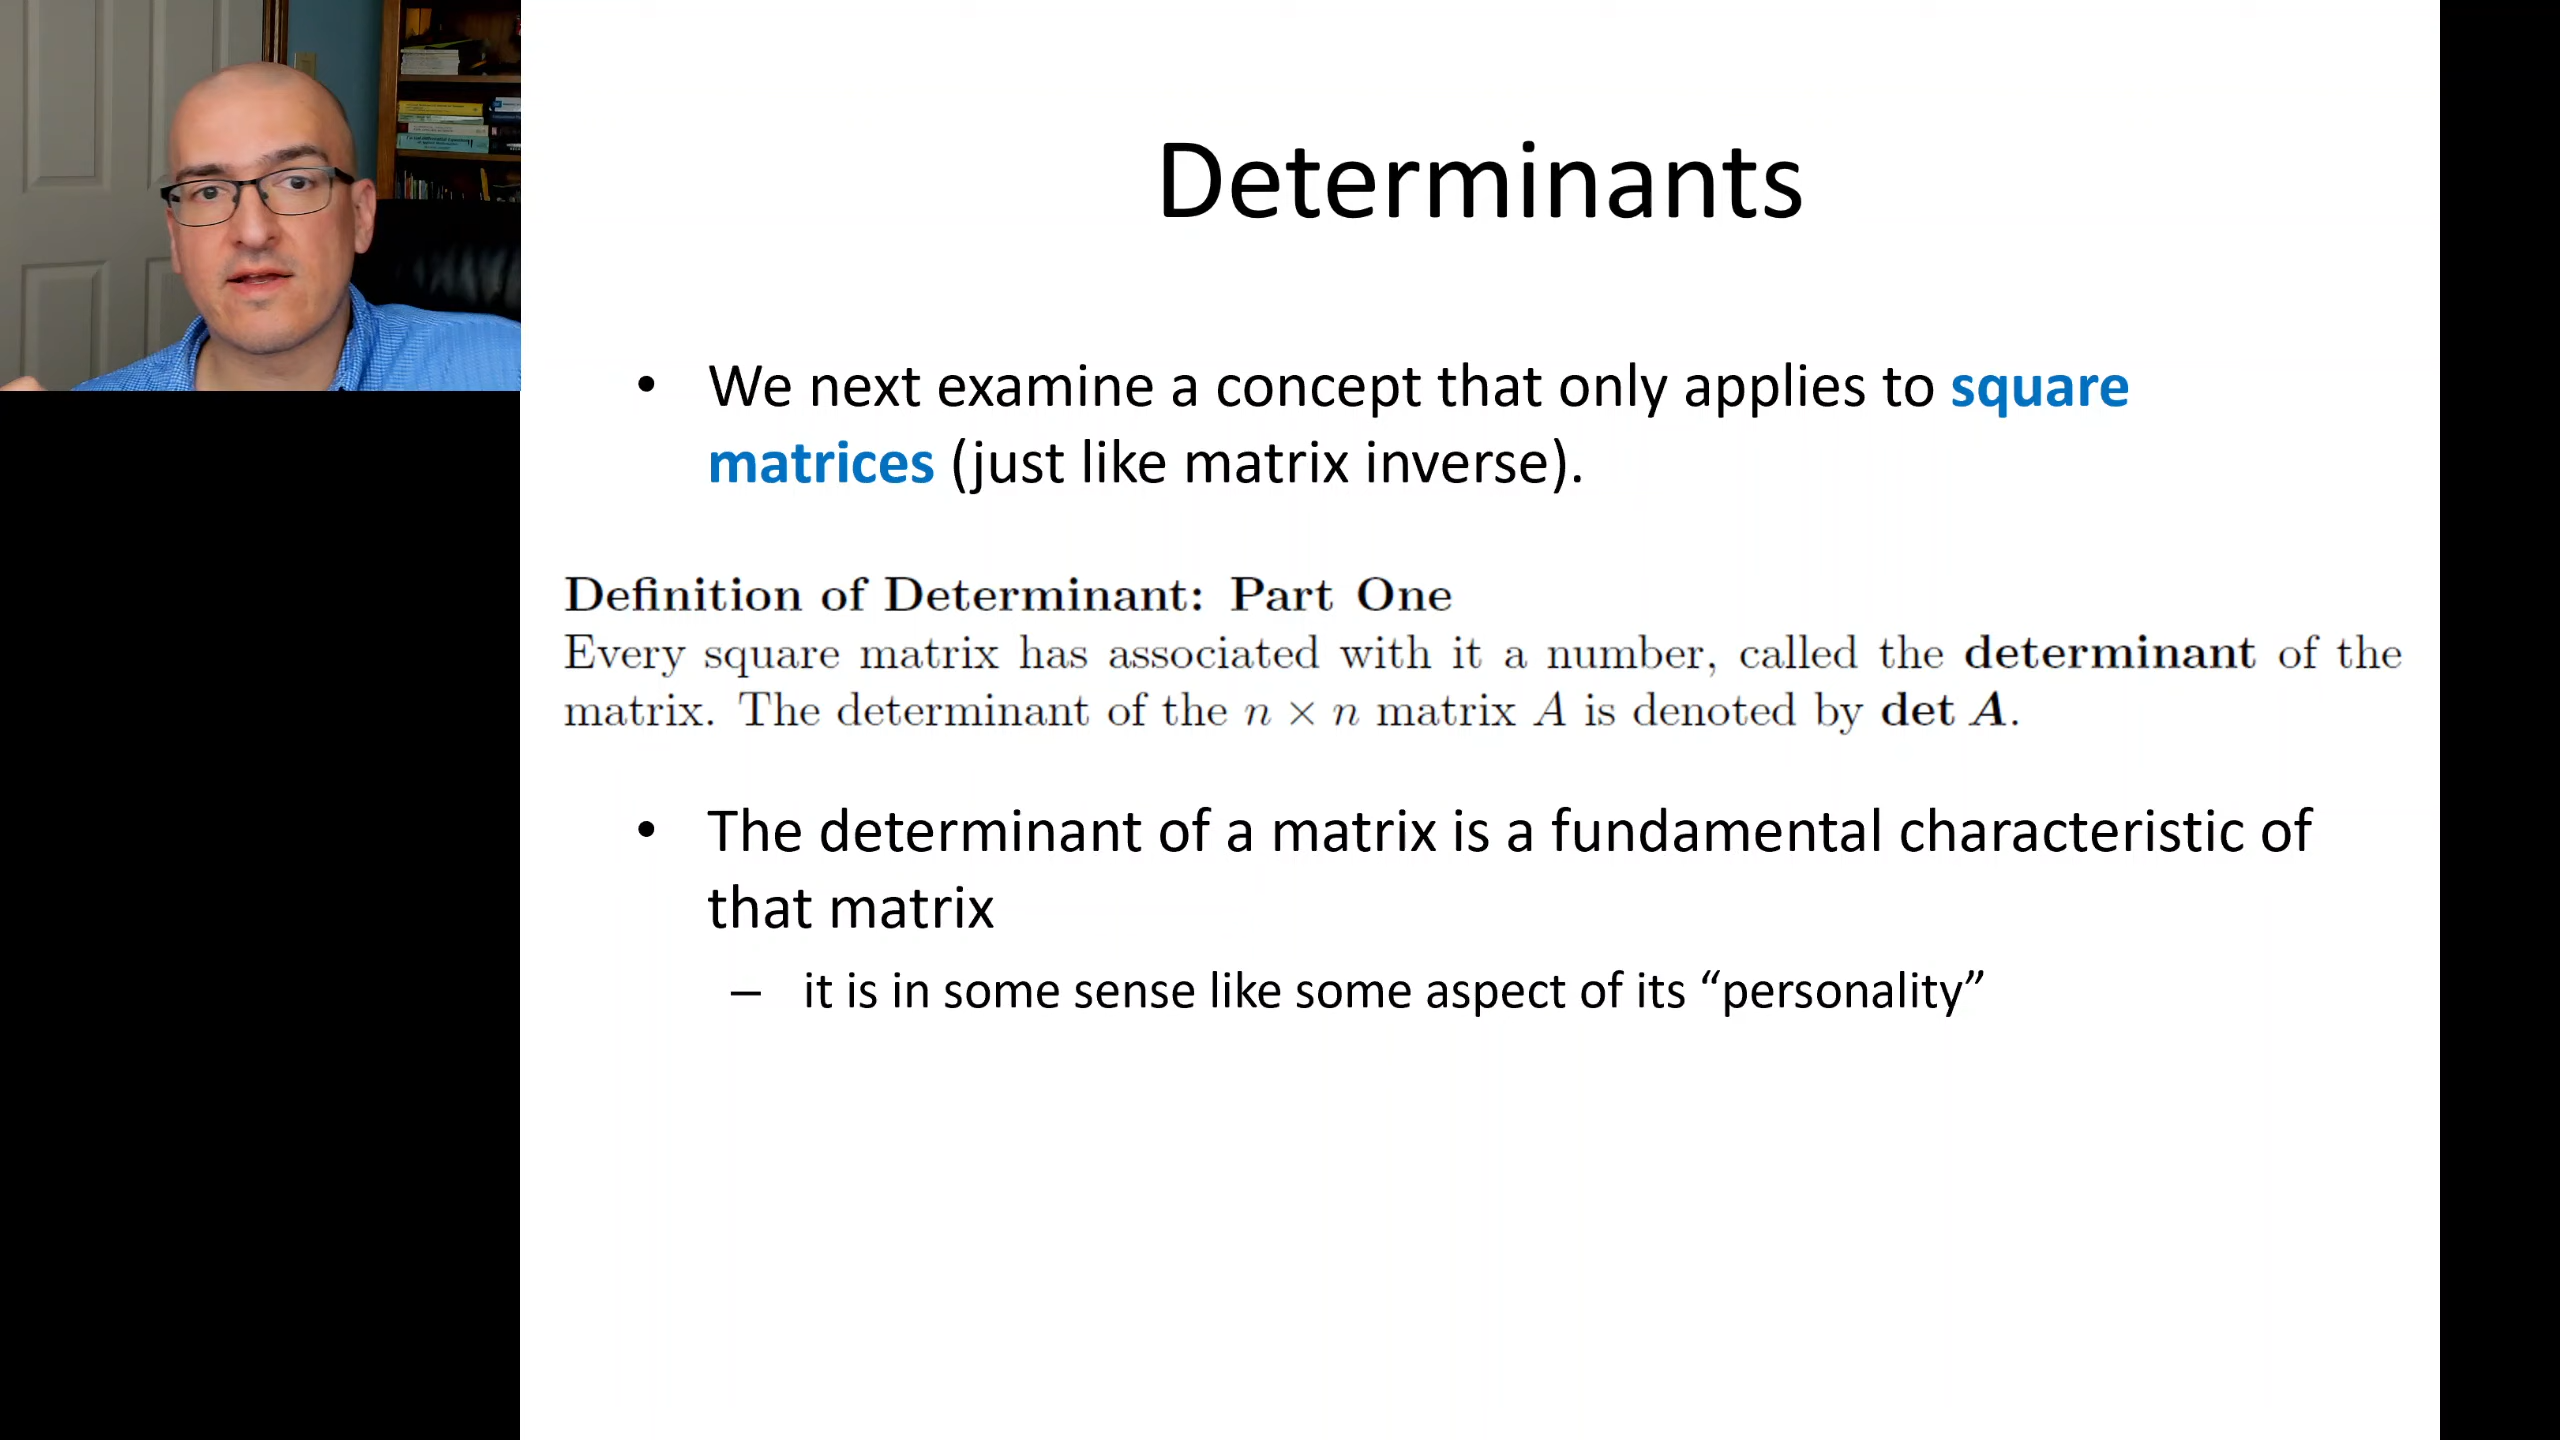 Determinants
• We next examine a concept that only applies to square
matrices (just like matrix inverse).
Definition of Determinant: Part One
Every square matrix has associated with it a number, called the determinant of the
matrix. The determinant of the n × n matrix A is denoted by det A.
• The determinant of a matrix is a fundamental characteristic of
that matrix
– it is in some sense like some aspect of its “personality”